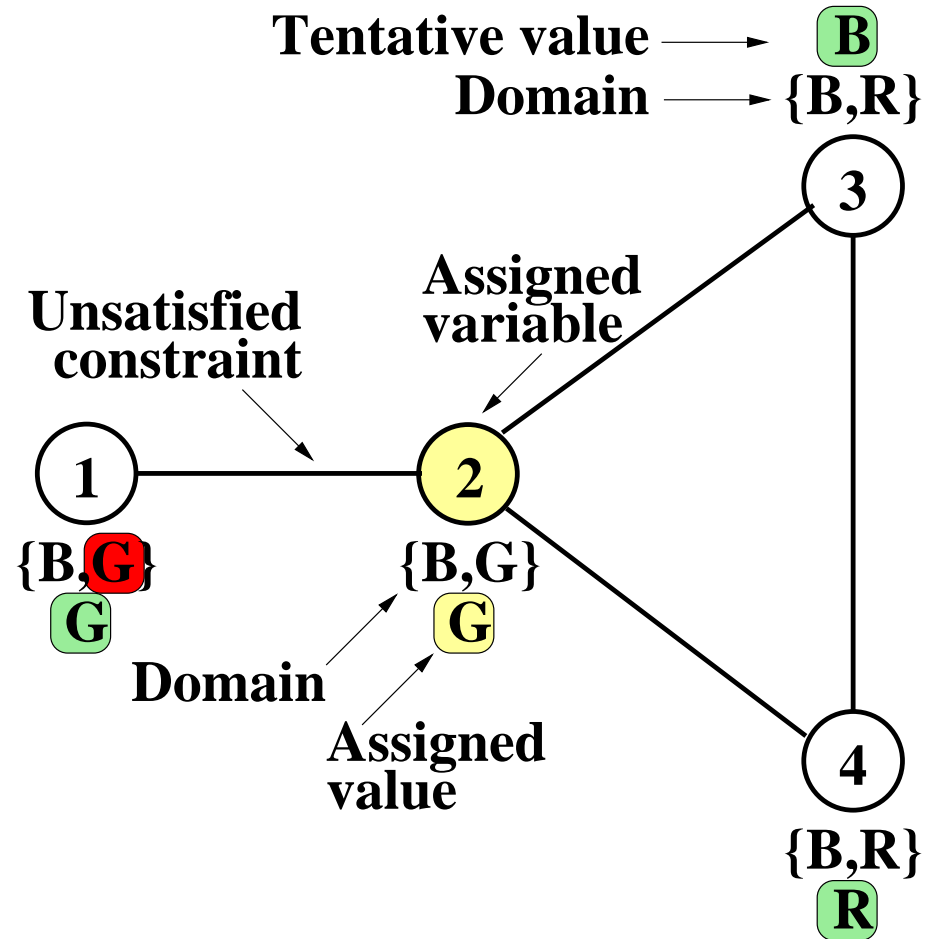 Tentative value
B
Domain
{B,R}
3
Assigned
variable
Unsatisfied
constraint
1
2
{B,G}
{B,G}
G
G
Domain
Assigned
value
4
{B,R}
R